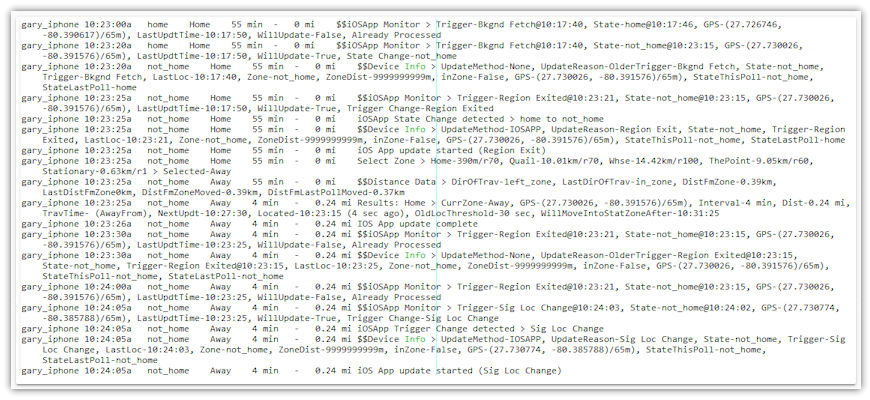 gary_iphone 10:23:00a home Home 55 min - 0 mi $$iOSApp Monitor > Trigger-Bkgnd Fetch@10:17:40, State-home@10:17:46, GPS-(27.726746,
-80.390617)/65m), LastUpdtTime-10:17:50, WillUpdate-False, Already Processed
gary_iphone 10:23:20a home Home 55 min - 0 mi $$iOSApp Monitor > Trigger-Bkgnd Fetch@10:17:40, State-not_home@10:23:15, GPS-(27.730026,
-80.391576)/65m), LastUpdtTime-10:17:50, WillUpdate-True, State Change-not_home
gary_iphone 10:23:20a not_home Home 55 min - 0 mi $$Device Info > UpdateMethod-None, UpdateReason-OlderTrigger-Bkgnd Fetch, State-not_home,
Trigger-Bkgnd Fetch, LastLoc-10:17:40, Zone-not_home, ZoneDist-9999999999m, inZone-False, GPS-(27.730026, -80.391576)/65m), StateThisPoll-not_home,
StateLastPoll-home
gary_iphone 10:23:25a not_home Home 55 min - 0 mi $$iOSApp Monitor > Trigger-Region Exited@10:23:21, State-not_home@10:23:15, GPS-(27.730026,
-80.391576)/65m), LastUpdtTime-10:17:50, WillUpdate-True, Trigger Change-Region Exited
gary_iphone 10:23:25a not_home Home 55 min - 0 mi iOSApp State Change detected > home to not_home
gary_iphone 10:23:25a not_home Home 55 min - 0 mi $$Device Info > UpdateMethod-IOSAPP, UpdateReason-Region Exit, State-not_home, Trigger-Region
Exited, LastLoc-10:23:21, Zone-not_home, ZoneDist-9999999999m, inZone-False, GPS-(27.730026, -80.391576)/65m), StateThisPoll-not_home, StateLastPoll-home
gary_iphone 10:23:25a not_home Home 55 min - 0 mi iOS App update started (Region Exit)
gary_iphone 10:23:25a not_home Home 55 min - 0 mi Select Zone > Home-390m/r70, Quail-10.01km/r70, Whse-14.42km/r100, ThePoint-9.05km/r60,
Stationary-0.63km/r1 > Selected-Away
gary_iphone 10:23:25a not_home Away 55 min - 0 mi $$Distance Data > DirOfTrav-left_zone, LastDirOfTrav-in_zone, DistFmZone-0.39km,
LastDistFmZone0km, DistFmZoneMoved-0.39km, DistFmLastPollMoved-0.37km
gary_iphone 10:23:25a not_home Away 4 min - 0.24 mi Results: Home > CurrZone-Away, GPS-(27.730026, -80.391576)/65m), Interval-4 min, Dist-0.24 mi,
TravTime- (AwayFrom), NextUpdt-10:27:30, Located-10:23:15 (4 sec ago), OldLocThreshold-30 sec, WillMoveIntoStatZoneAfter-10:31:25
gary_iphone 10:23:26a not_home Away 4 min - 0.24 mi IOS App update complete
gary_iphone 10:23:30a not_home Away 4 min - 0.24 mi $$iOSApp Monitor > Trigger-Region Exited@10:23:21, State-not_home@10:23:15, GPS-(27.730026,
-80.391576)/65m), LastUpdtTime-10:23:25, WillUpdate-False, Already Processed
gary_iphone 10:23:30a not_home Away 4 min - 0.24 mi $$Device Info > UpdateMethod-None, UpdateReason-OlderTrigger-Region Exited@10:23:15,
State-not_home, Trigger-Region Exited@10:23:15, LastLoc-10:23:25, Zone-not_home, ZoneDist-9999999999m, inZone-False, GPS-(27.730026, -80.391576)/65m),
StateThisPoll-not_home, StateLastPoll-not_home
gary_iphone 10:24:00a not_home Away 4 min - 0.24 mi $$iOSApp Monitor > Trigger-Region Exited@10:23:21, State-not_home@10:23:15, GPS-(27.730026,
-80.391576)/65m), LastUpdtTime-10:23:25, WillUpdate-False, Already Processed
gary_iphone 10:24:05a not_home Away 4 min - 0.24 mi $$iOSApp Monitor > Trigger-Sig Loc Change@10:24:03, State-not_home@10:24:02, GPS-(27.730774,
-80.385788)/65m), LastUpdtTime-10:23:25, WillUpdate-True, Trigger Change-Sig Loc Change
gary_iphone 10:24:05a not_home Away 4 min - 0.24 mi iOSApp Trigger Change detected > Sig Loc Change
gary_iphone 10:24:05a not_home Away 4 min - 0.24 mi $$Device Info > UpdateMethod-IOSAPP, UpdateReason-Sig Loc Change, State-not_home, Trigger-Sig
Loc Change, LastLoc-10:24:03, Zone-not_home, ZoneDist-9999999999m, inZone-False, GPS-(27.730774, -80.385788)/65m), StateThisPoll-not_home,
StateLastPoll-not_home
gary_iphone 10:24:05a not_home Away 4 min - 0.24 mi iOS App update started (Sig Loc Change)